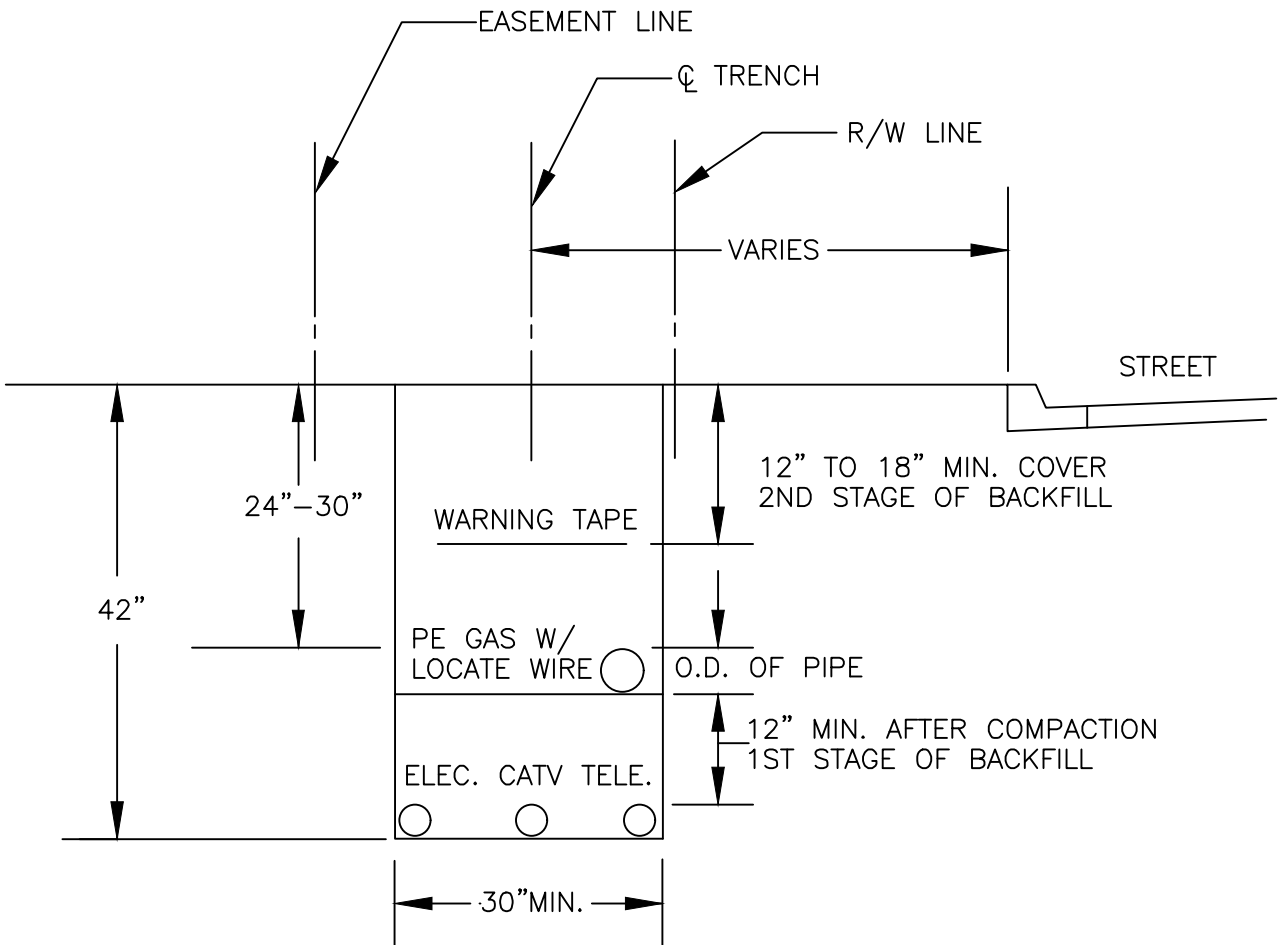 EASEMENT LINE
℄ TRENCH
R/W LINE
VARIES
STREET
12” TO 18” MIN. COVER
2ND STAGE OF BACKFILL
24”–30”
WARNING TAPE
42”
PE GAS W/
LOCATE WIRE
O.D. OF PIPE
12” MIN. AFTER COMPACTION
1ST STAGE OF BACKFILL
ELEC. CATV TELE.
30”MIN.